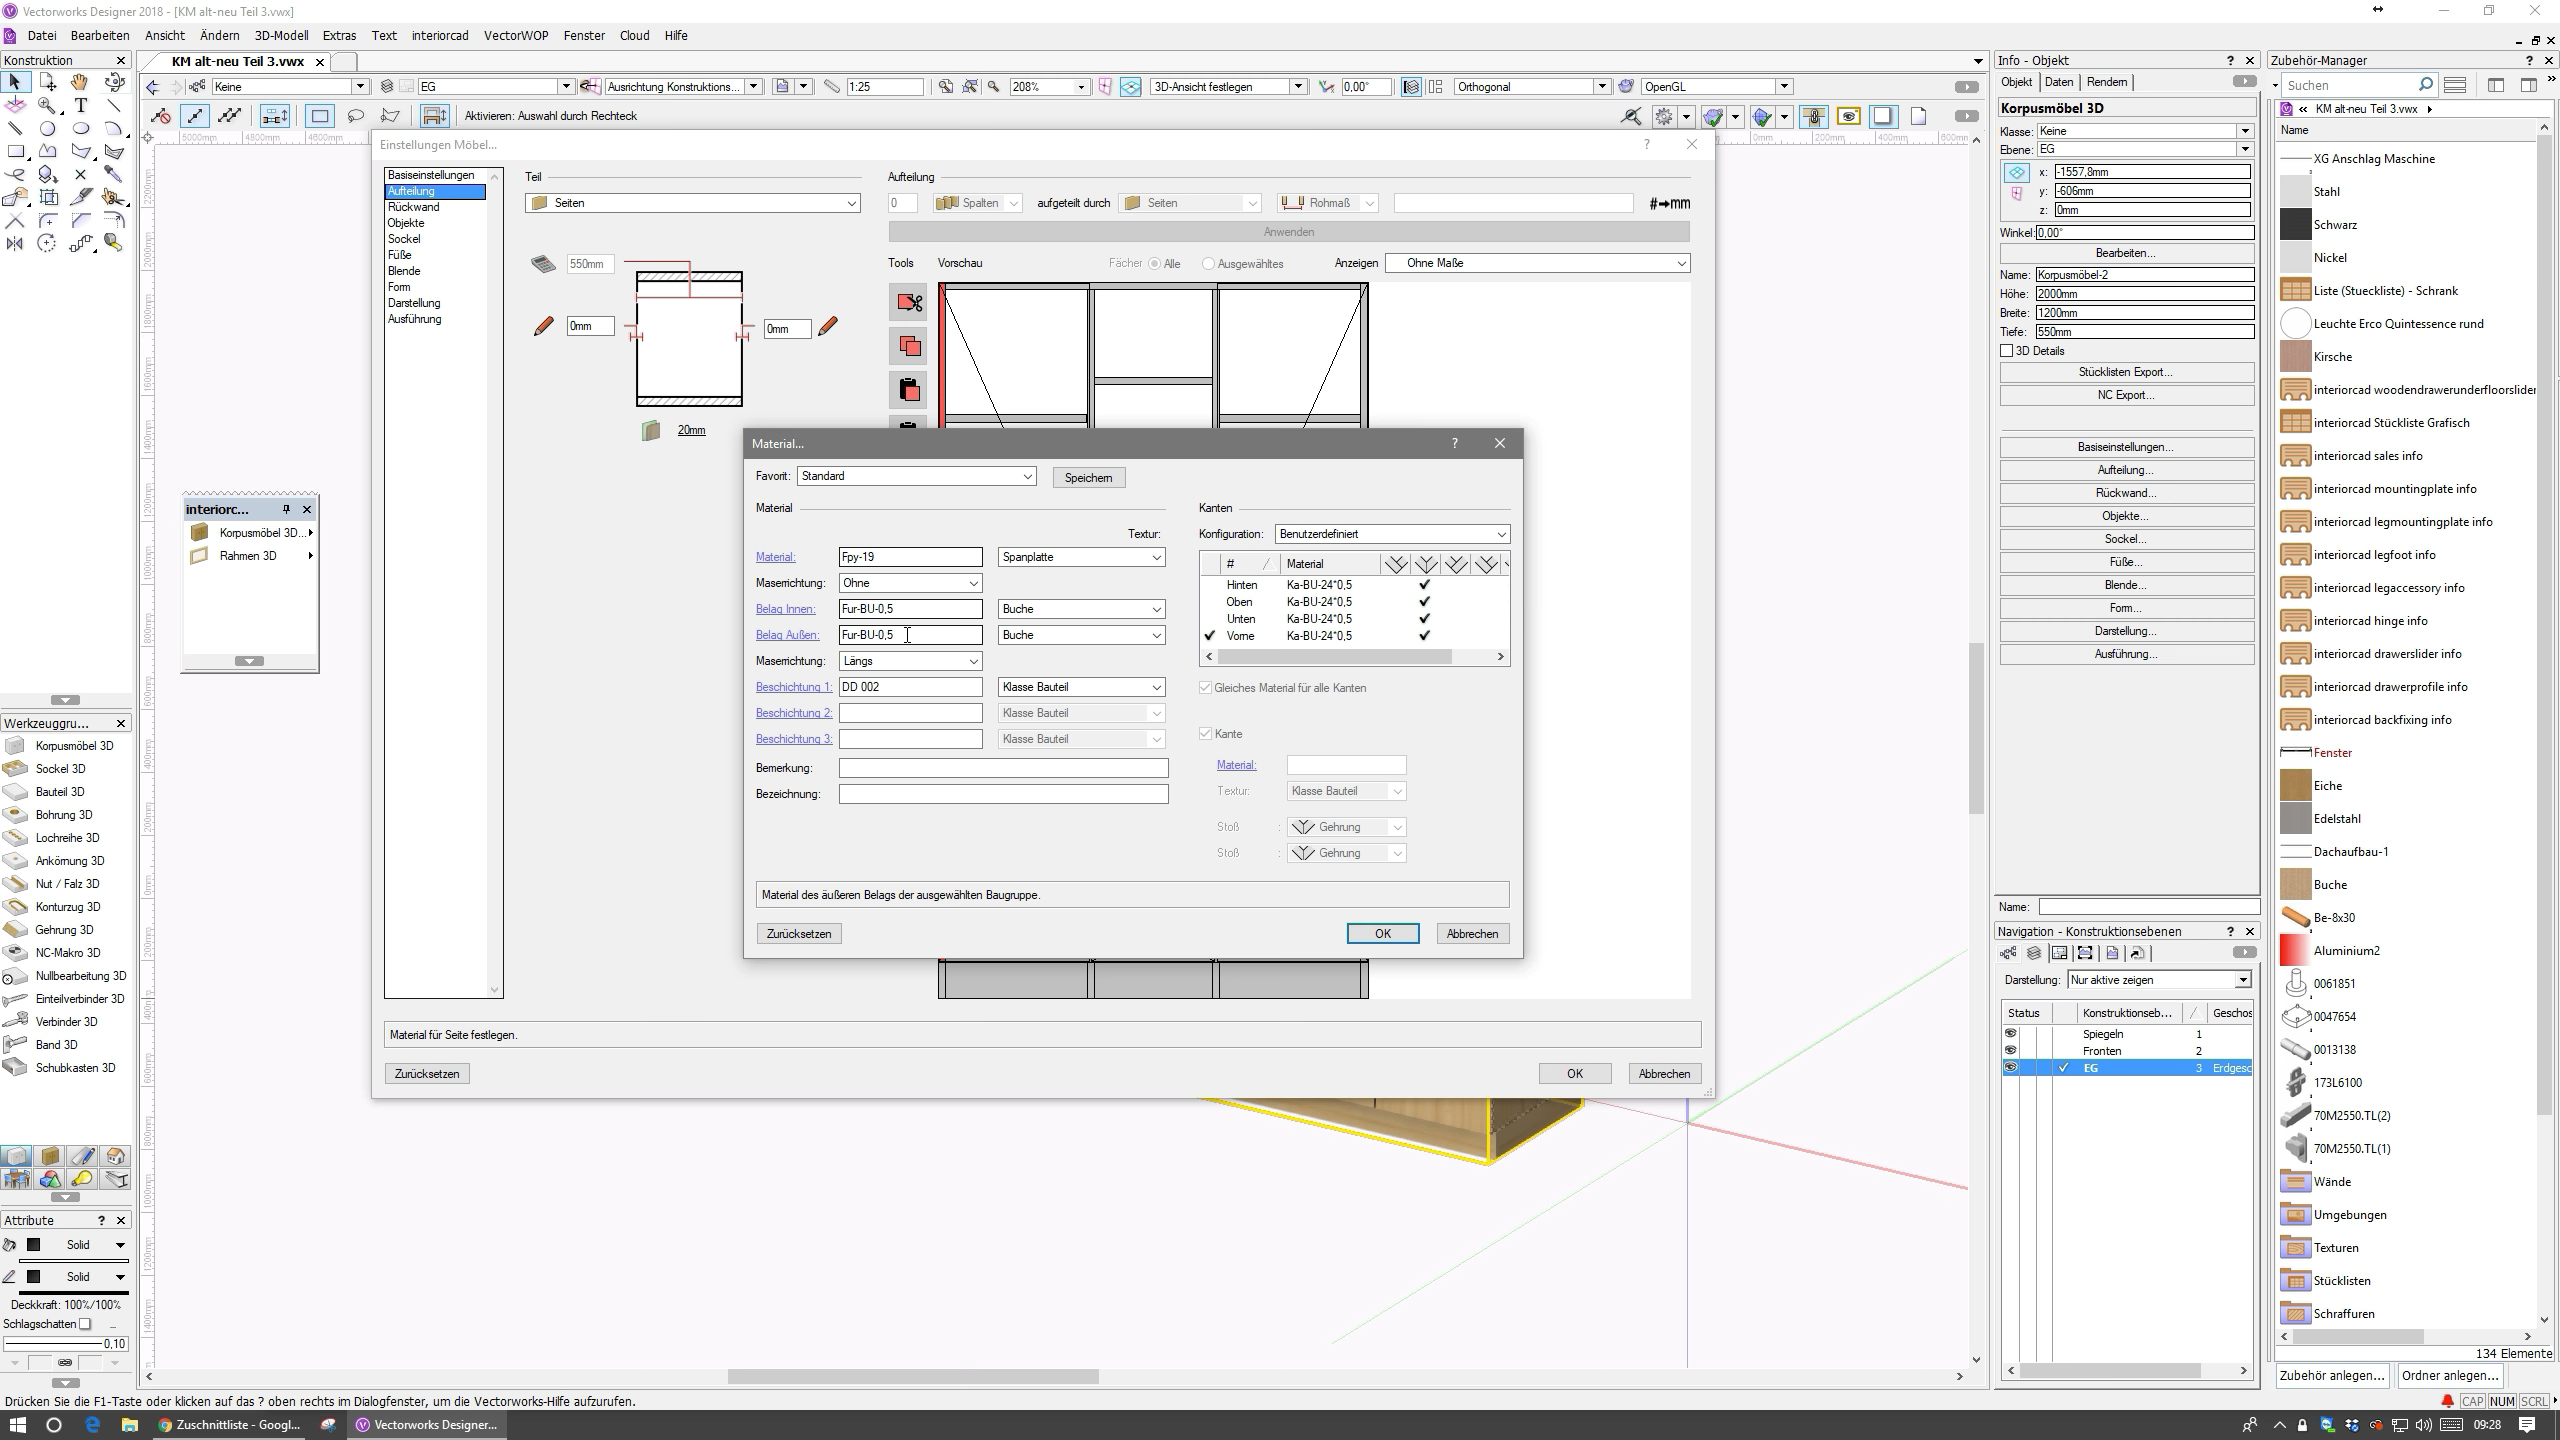 Vectorworks Designer 2018 - [KM alt-neu Teil 3.vwx]
Datei Bearbeiten Ansicht Ändern 3D-Modell Extras Text interiorcad VectorWOP Fenster Cloud Hilfe
Konstruktion
KM alt-neu Teil 3.vwx
Keine
EG
Ausrichtung Konstruktions...
1:25
208%
3D-Ansicht festlegen
0,00°
Orthogonal
OpenGL
Aktivieren: Auswahl durch Rechteck
5000mm 4800mm 4600mm
0mm 200mm 400mm 600mm
Einstellungen Möbel...
?
Basiseinstellungen
Aufteilung
Rückwand
Objekte
Sockel
Füße
Blende
Form
Darstellung
Ausführung
Teil
Seiten
550mm
0mm
0mm
20mm
Aufteilung
0
Spalten
aufgeteilt durch
Seiten
Rohmaß
#→mm
Anwenden
Tools Vorschau
Fächer
Alle
Ausgewähltes
Anzeigen
Ohne Maße
interiorc...
Korpusmöbel 3D...
Rahmen 3D
Material...
?
Favorit:
Standard
Speichern
Material
Textur:
Material:
Fpy-19
Spanplatte
Maserrichtung:
Ohne
Belag Innen:
Fur-BU-0,5
Buche
Belag Außen:
Fur-BU-0,5
Buche
Maserrichtung:
Längs
Beschichtung 1:
DD 002
Klasse Bauteil
Beschichtung 2:
Klasse Bauteil
Beschichtung 3:
Klasse Bauteil
Bemerkung:
Bezeichnung:
Kanten
Konfiguration:
Benutzerdefiniert
# Material
Hinten Ka-BU-24*0,5
Oben Ka-BU-24*0,5
Unten Ka-BU-24*0,5
Vorne Ka-BU-24*0,5
Gleiches Material für alle Kanten
Kante
Material:
Textur:
Klasse Bauteil
Stoß :
Gehrung
Stoß :
Gehrung
Material des äußeren Belags der ausgewählten Baugruppe.
Zurücksetzen
OK
Abbrechen
Material für Seite festlegen.
Zurücksetzen
OK
Abbrechen
Werkzeuggru...
Korpusmöbel 3D
Sockel 3D
Bauteil 3D
Bohrung 3D
Lochreihe 3D
Ankörnung 3D
Nut / Falz 3D
Konturzug 3D
Gehrung 3D
NC-Makro 3D
Nullbearbeitung 3D
Einteilverbinder 3D
Verbinder 3D
Band 3D
Schubkasten 3D
Attribute ?
Solid
Solid
Deckkraft: 100%/100%
Schlagschatten
...
0,10
Info - Objekt ?
Objekt Daten Rendern
Korpusmöbel 3D
Klasse: Keine
Ebene: EG
x: -1557,8mm
y: -606mm
z: 0mm
Winkel: 0,00°
Bearbeiten...
Name: Korpusmöbel-2
Höhe: 2000mm
Breite: 1200mm
Tiefe: 550mm
3D Details
Stücklisten Export...
NC Export...
Basiseinstellungen...
Aufteilung...
Rückwand...
Objekte...
Sockel...
Füße...
Blende...
Form...
Darstellung...
Ausführung...
Name:
Navigation - Konstruktionsebenen ?
Darstellung: Nur aktive zeigen
Status Konstruktionseb... Geschos
Spiegeln 1
Fronten 2
EG 3 Erdgesc
Zubehör-Manager ?
Suchen
KM alt-neu Teil 3.vwx
Name
XG Anschlag Maschine
Stahl
Schwarz
Nickel
Liste (Stueckliste) - Schrank
Leuchte Erco Quintessence rund
Kirsche
interiorcad woodendrawerunderfloorslider
interiorcad Stückliste Grafisch
interiorcad sales info
interiorcad mountingplate info
interiorcad legmountingplate info
interiorcad legfoot info
interiorcad legaccessory info
interiorcad hinge info
interiorcad drawerslider info
interiorcad drawerprofile info
interiorcad backfixing info
Fenster
Eiche
Edelstahl
Dachaufbau-1
Buche
Be-8x30
Aluminium2
0061851
0047654
0013138
173L6100
70M2550.TL(2)
70M2550.TL(1)
Wände
Umgebungen
Texturen
Stücklisten
Schraffuren
134 Elemente
Zubehör anlegen...
Ordner anlegen...
Drücken Sie die F1-Taste oder klicken auf das ? oben rechts im Dialogfenster, um die Vectorworks-Hilfe aufzurufen.
CAP NUM SCRL
Zuschnittliste - Googl...
Vectorworks Designer...
09:28